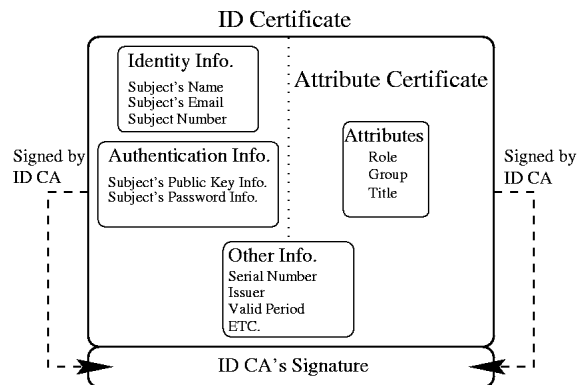 ID Certificate
Identity Info.
Subject's Name
Subject's Email
Subject Number
Attribute Certificate
Signed by
ID CA
Authentication Info.
Subject's Public Key Info.
Subject's Password Info.
Attributes
Role
Group
Title
Signed by
ID CA
Other Info.
Serial Number
Issuer
Valid Period
ETC.
ID CA's Signature